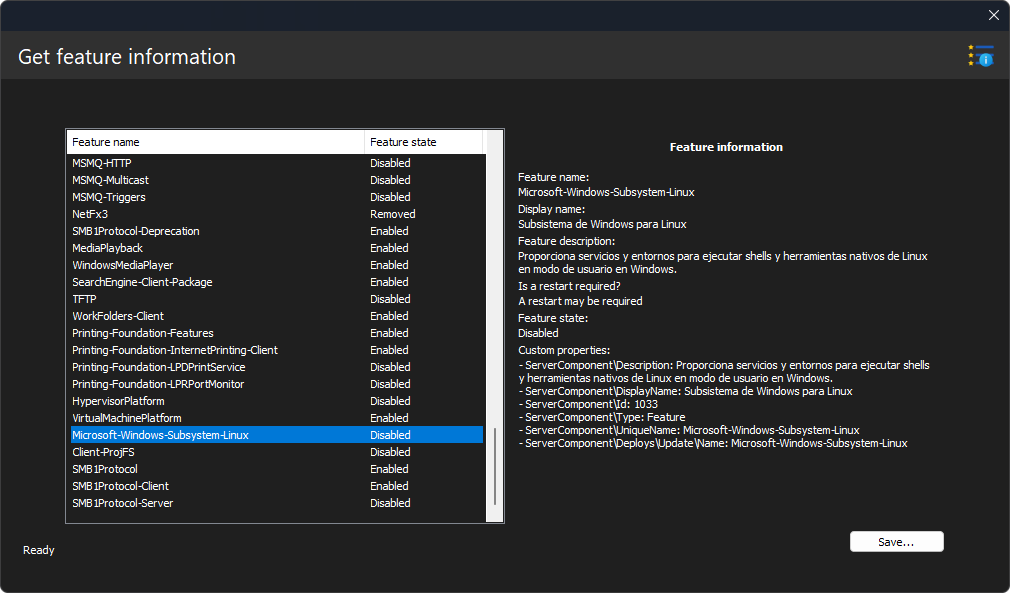 Get feature information
Feature name Feature state
MSMQ-HTTP Disabled
MSMQ-Multicast Disabled
MSMQ-Triggers Disabled
NetFx3 Removed
SMB1Protocol-Deprecation Enabled
MediaPlayback Enabled
WindowsMediaPlayer Enabled
SearchEngine-Client-Package Enabled
TFTP Disabled
WorkFolders-Client Enabled
Printing-Foundation-Features Enabled
Printing-Foundation-InternetPrinting-Client Enabled
Printing-Foundation-LPDPrintService Disabled
Printing-Foundation-LPRPortMonitor Disabled
HypervisorPlatform Disabled
VirtualMachinePlatform Enabled
Microsoft-Windows-Subsystem-Linux Disabled
Client-ProjFS Disabled
SMB1Protocol Enabled
SMB1Protocol-Client Enabled
SMB1Protocol-Server Disabled
Feature information
Feature name:
Microsoft-Windows-Subsystem-Linux
Display name:
Subsistema de Windows para Linux
Feature description:
Proporciona servicios y entornos para ejecutar shells y herramientas nativos de Linux
en modo de usuario en Windows.
Is a restart required?
A restart may be required
Feature state:
Disabled
Custom properties:
- ServerComponent\Description: Proporciona servicios y entornos para ejecutar shells
y herramientas nativos de Linux en modo de usuario en Windows.
- ServerComponent\DisplayName: Subsistema de Windows para Linux
- ServerComponent\Id: 1033
- ServerComponent\Type: Feature
- ServerComponent\UniqueName: Microsoft-Windows-Subsystem-Linux
- ServerComponent\Deploys\Update\Name: Microsoft-Windows-Subsystem-Linux
Save...
Ready